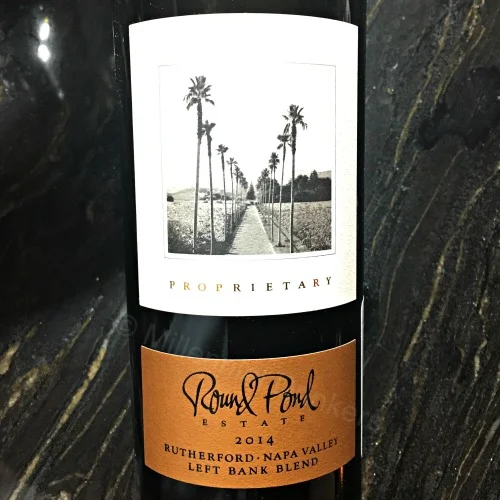 PROPRIETARY
Round Pond
ESTATE
2014
RUTHERFORD · NAPA VALLEY
LEFT BANK BLEND